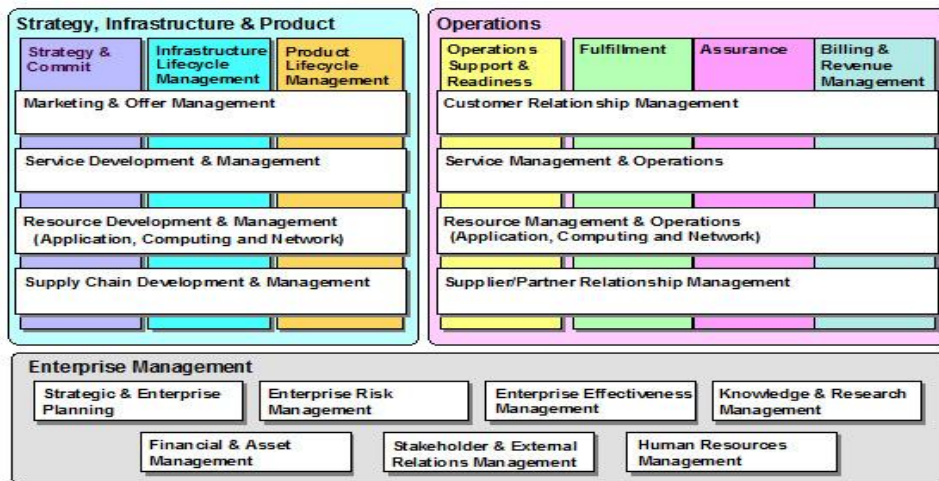 Strategy, Infrastructure & Product
Strategy &
Commit
Infrastructure
Lifecycle
Management
Product
Lifecycle
Management
Marketing & Offer Management
Service Development & Management
Resource Development & Management
(Application, Computing and Network)
Supply Chain Development & Management
Operations
Operations
Support &
Readiness
Fulfillment
Assurance
Billing &
Revenue
Management
Customer Relationship Management
Service Management & Operations
Resource Management & Operations
(Application, Computing and Network)
Supplier/Partner Relationship Management
Enterprise Management
Strategic & Enterprise
Planning
Enterprise Risk
Management
Enterprise Effectiveness
Management
Knowledge & Research
Management
Financial & Asset
Management
Stakeholder & External
Relations Management
Human Resources
Management